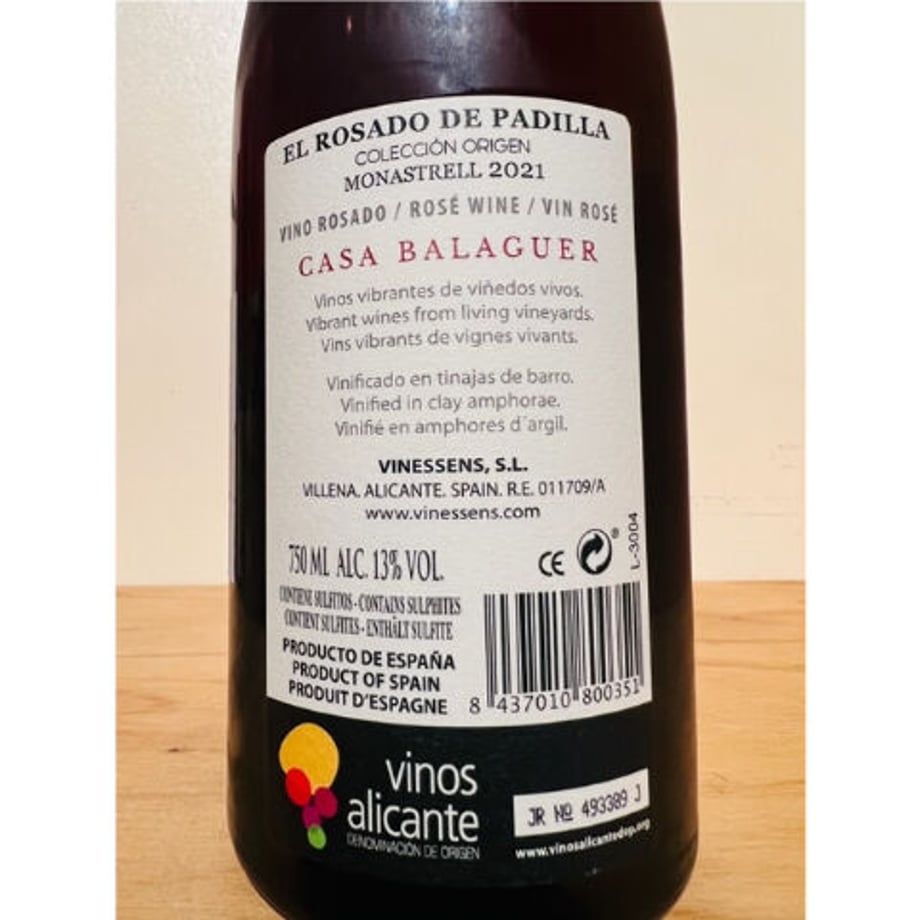 EL ROSADO DE PADILLA
COLECCIÓN ORIGEN
MONASTRELL 2021
VINO ROSADO / ROSÉ WINE / VIN ROSÉ
CASA BALAGUER
Vinos vibrantes de viñedos vivos.
Vibrant wines from living vineyards.
Vins vibrants de vignes vivants.
Vinificado en tinajas de barro.
Vinified in clay amphorae.
Vinifié en amphores d´argil.
VINESSENS, S.L.
VILLENA. ALICANTE. SPAIN. R.E. 011709/A
www.vinessens.com
750 ML ALC. 13% VOL.
CE ®
L-3004
CONTIENE SULFITOS - CONTAINS SULPHITES
CONTIENT SULFITES - ENTHÄLT SULFITE
PRODUCTO DE ESPAÑA
PRODUCT OF SPAIN
PRODUIT D'ESPAGNE
8 437010 800351
vinos
alicante
DENOMINACIÓN DE ORIGEN
JR Nº 493389 J
www.vinosalicantedop.org